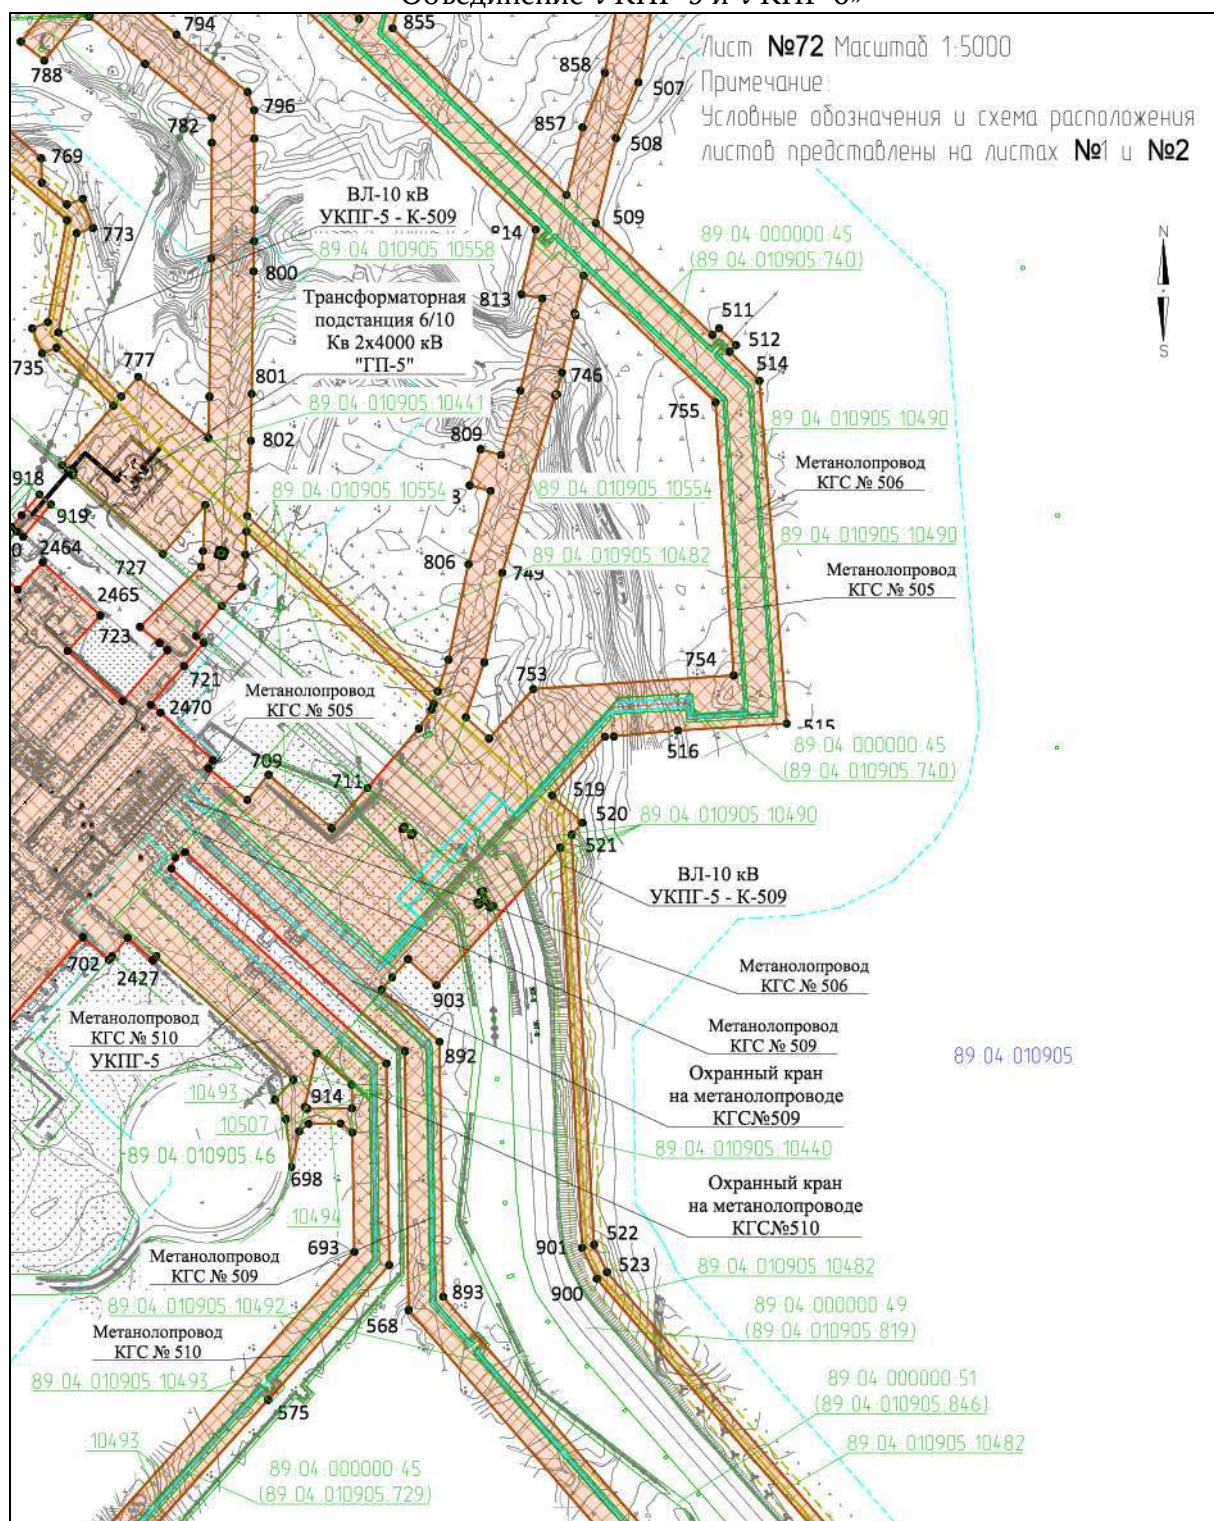 Объединение УКПГ-5 и УКПГ-6»
Лист №72 Масштаб 1:5000
Примечание:
Условные обозначения и схема расположения
листов представлены на листах №1 и №2
N
S
794
855
788
858
507
796
782
857
508
769
ВЛ-10 кВ
УКПГ-5 - К-509
773
814
509
89:04:010905:10558
89:04:000000:45
(89:04:010905:740)
800
813
Трансформаторная
подстанция 6/10
Кв 2х4000 кВ
"ГП-5"
511
512
735
777
801
746
514
755
89:04:010905:10441
89:04:010905:10490
802
809
Метанолопровод
КГС № 506
918
89:04:010905:10554
89:04:010905:10554
919
89:04:010905:10490
2464
727
806
749
89:04:010905:10482
Метанолопровод
КГС № 505
2465
723
721
753
754
Метанолопровод
КГС № 505
2470
515
516
89:04:000000:45
(89:04:010905:740)
709
711
519
520
89:04:010905:10490
521
ВЛ-10 кВ
УКПГ-5 - К-509
702
2427
903
Метанолопровод
КГС № 506
Метанолопровод
КГС № 510
УКПГ-5
892
Метанолопровод
КГС № 509
89:04:010905
10493
914
Охранный кран
на метанолопроводе
КГС№509
10507
89:04:010905:46
89:04:010905:10440
698
Охранный кран
на метанолопроводе
КГС№510
10494
693
901
522
Метанолопровод
КГС № 509
523
900
89:04:010905:10482
893
89:04:010905:10492
568
89:04:000000:49
(89:04:010905:819)
Метанолопровод
КГС № 510
89:04:010905:10493
89:04:000000:51
(89:04:010905:846)
575
10493
89:04:010905:10482
89:04:000000:45
(89:04:010905:729)